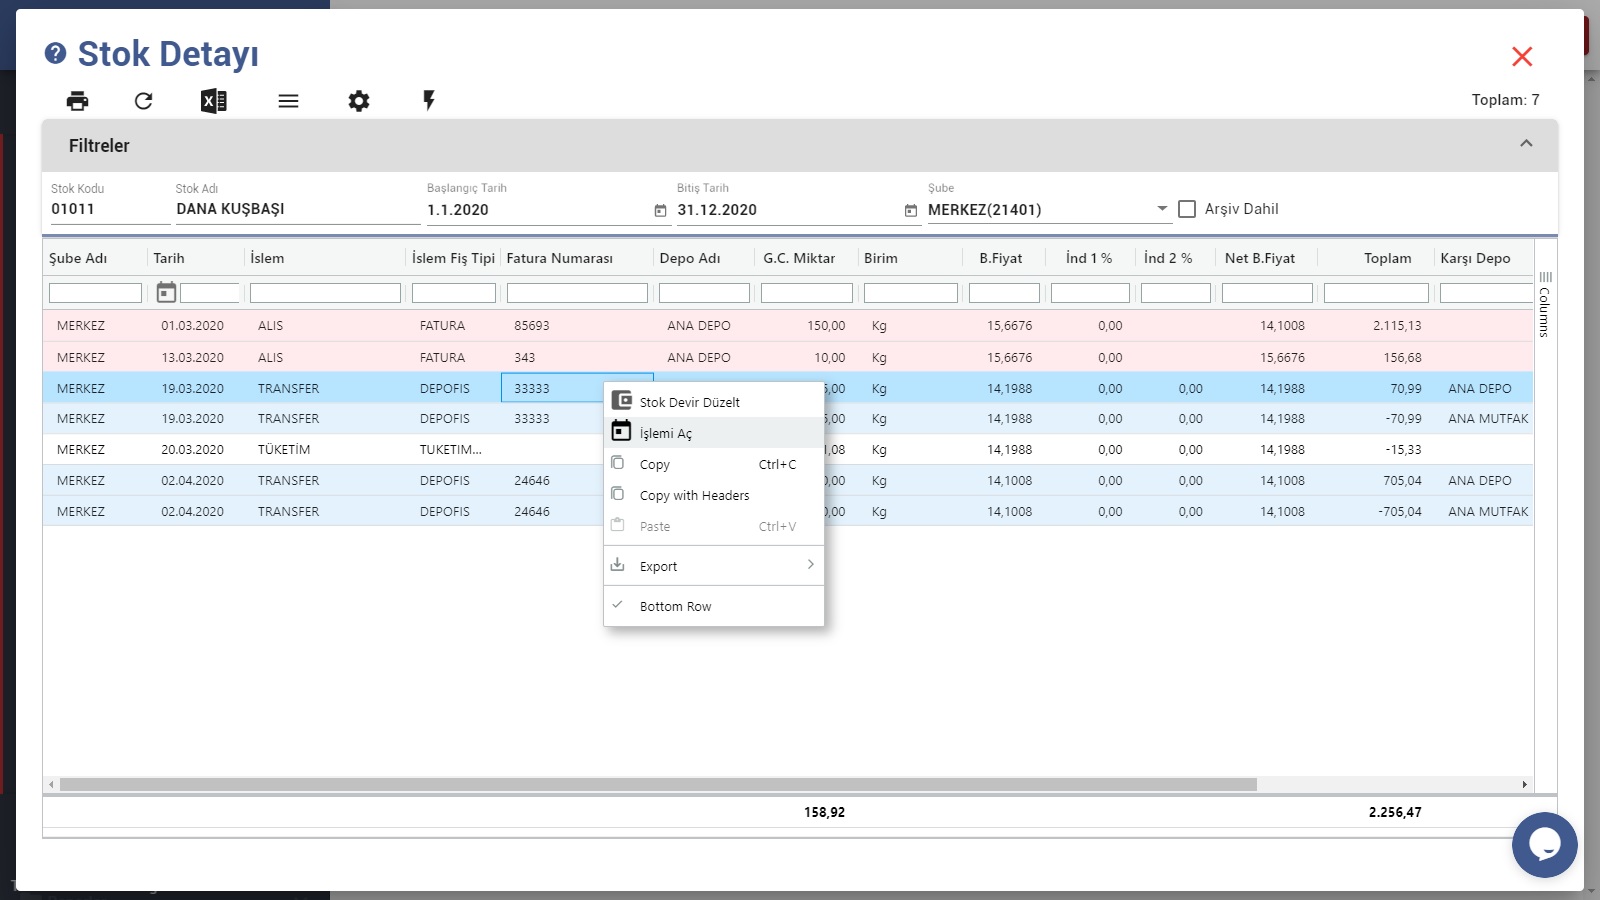 Stok Detayı
Toplam: 7
Filtreler
Stok Kodu Stok Adı Başlangıç Tarih Bitiş Tarih Şube
01011 DANA KUŞBAŞI 1.1.2020 31.12.2020 MERKEZ(21401) Arşiv Dahil
Şube Adı Tarih İslem İslem Fiş Tipi Fatura Numarası Depo Adı G.C. Miktar Birim B.Fiyat İnd 1 % İnd 2 % Net B.Fiyat Toplam Karşı Depo
Columns
MERKEZ 01.03.2020 ALIS FATURA 85693 ANA DEPO 150,00 Kg 15,6676 0,00 14,1008 2.115,13
MERKEZ 13.03.2020 ALIS FATURA 343 ANA DEPO 10,00 Kg 15,6676 0,00 15,6676 156,68
MERKEZ 19.03.2020 TRANSFER DEPOFIS 33333 ,00 Kg 14,1988 0,00 0,00 14,1988 70,99 ANA DEPO
MERKEZ 19.03.2020 TRANSFER DEPOFIS 33333 ,00 Kg 14,1988 0,00 0,00 14,1988 -70,99 ANA MUTFAK
MERKEZ 20.03.2020 TÜKETİM TUKETIM... ,08 Kg 14,1988 0,00 0,00 14,1988 -15,33
MERKEZ 02.04.2020 TRANSFER DEPOFIS 24646 ,00 Kg 14,1008 0,00 0,00 14,1008 705,04 ANA DEPO
MERKEZ 02.04.2020 TRANSFER DEPOFIS 24646 ,00 Kg 14,1008 0,00 0,00 14,1008 -705,04 ANA MUTFAK
Stok Devir Düzelt
İşlemi Aç
Copy Ctrl+C
Copy with Headers
Paste Ctrl+V
Export
Bottom Row
158,92 2.256,47